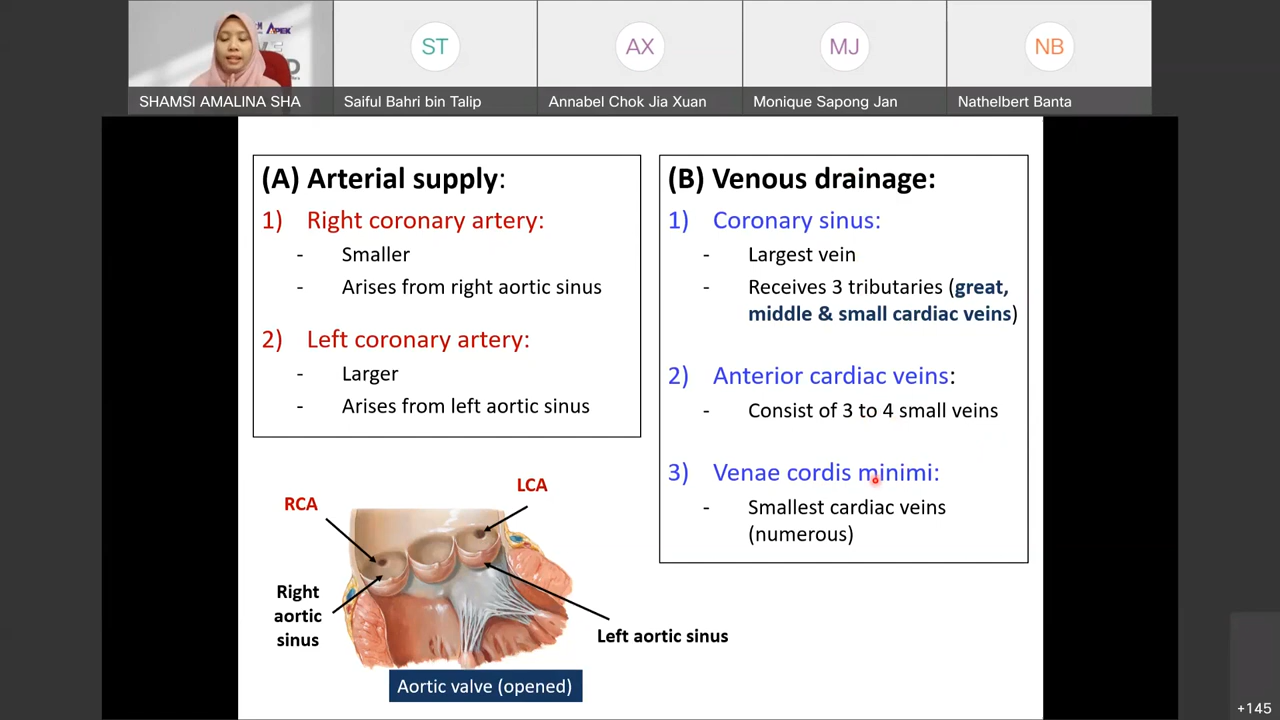 APEK
ST
AX
MJ
NB
SHAMSI AMALINA SHA
Saiful Bahri bin Talip
Annabel Chok Jia Xuan
Monique Sapong Jan
Nathelbert Banta
(A) Arterial supply:
1) Right coronary artery:
- Smaller
- Arises from right aortic sinus
2) Left coronary artery:
- Larger
- Arises from left aortic sinus
(B) Venous drainage:
1) Coronary sinus:
- Largest vein
- Receives 3 tributaries (great,
middle & small cardiac veins)
2) Anterior cardiac veins:
- Consist of 3 to 4 small veins
3) Venae cordis minimi:
- Smallest cardiac veins
(numerous)
RCA
LCA
Right
aortic
sinus
Left aortic sinus
Aortic valve (opened)
+145